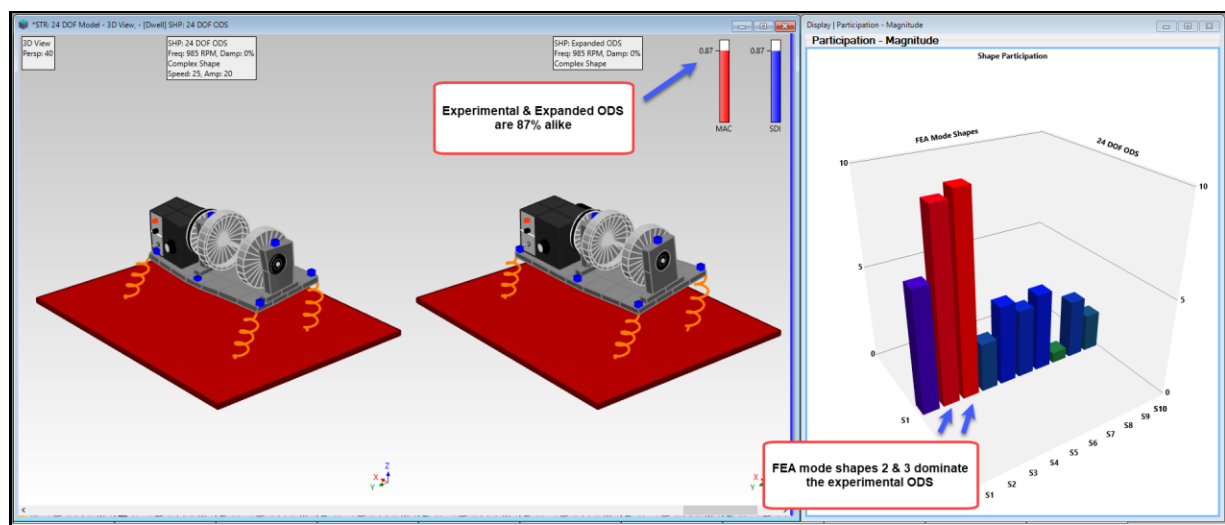 *STR: 24 DOF Model - 3D View, - [Dwell] SHP: 24 DOF ODS
3D View
Persp: 40
SHP: 24 DOF ODS
Freq: 985 RPM, Damp: 0%
Complex Shape
Speed: 25, Amp: 20
SHP: Expanded ODS
Freq: 985 RPM, Damp: 0%
Complex Shape
0.87
0.87
MAC
SDI
Experimental & Expanded ODS
are 87% alike
Z
X
Y
Z
X
Y
Display | Participation - Magnitude
Participation - Magnitude
Shape Participation
FEA Mode Shapes
24 DOF ODS
10
5
0
10
5
0
S1
S1
S2
S3
S4
S5
S6
S7
S8
S9
S10
FEA mode shapes 2 & 3 dominate
the experimental ODS